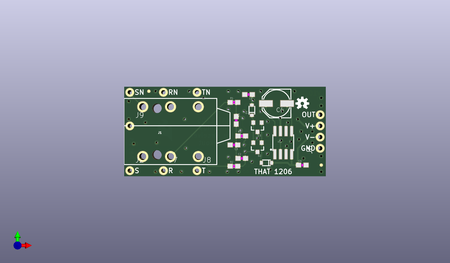 SN RN TN
J9
OUT
V+
V-
GND
J8
S R T
THAT 1206